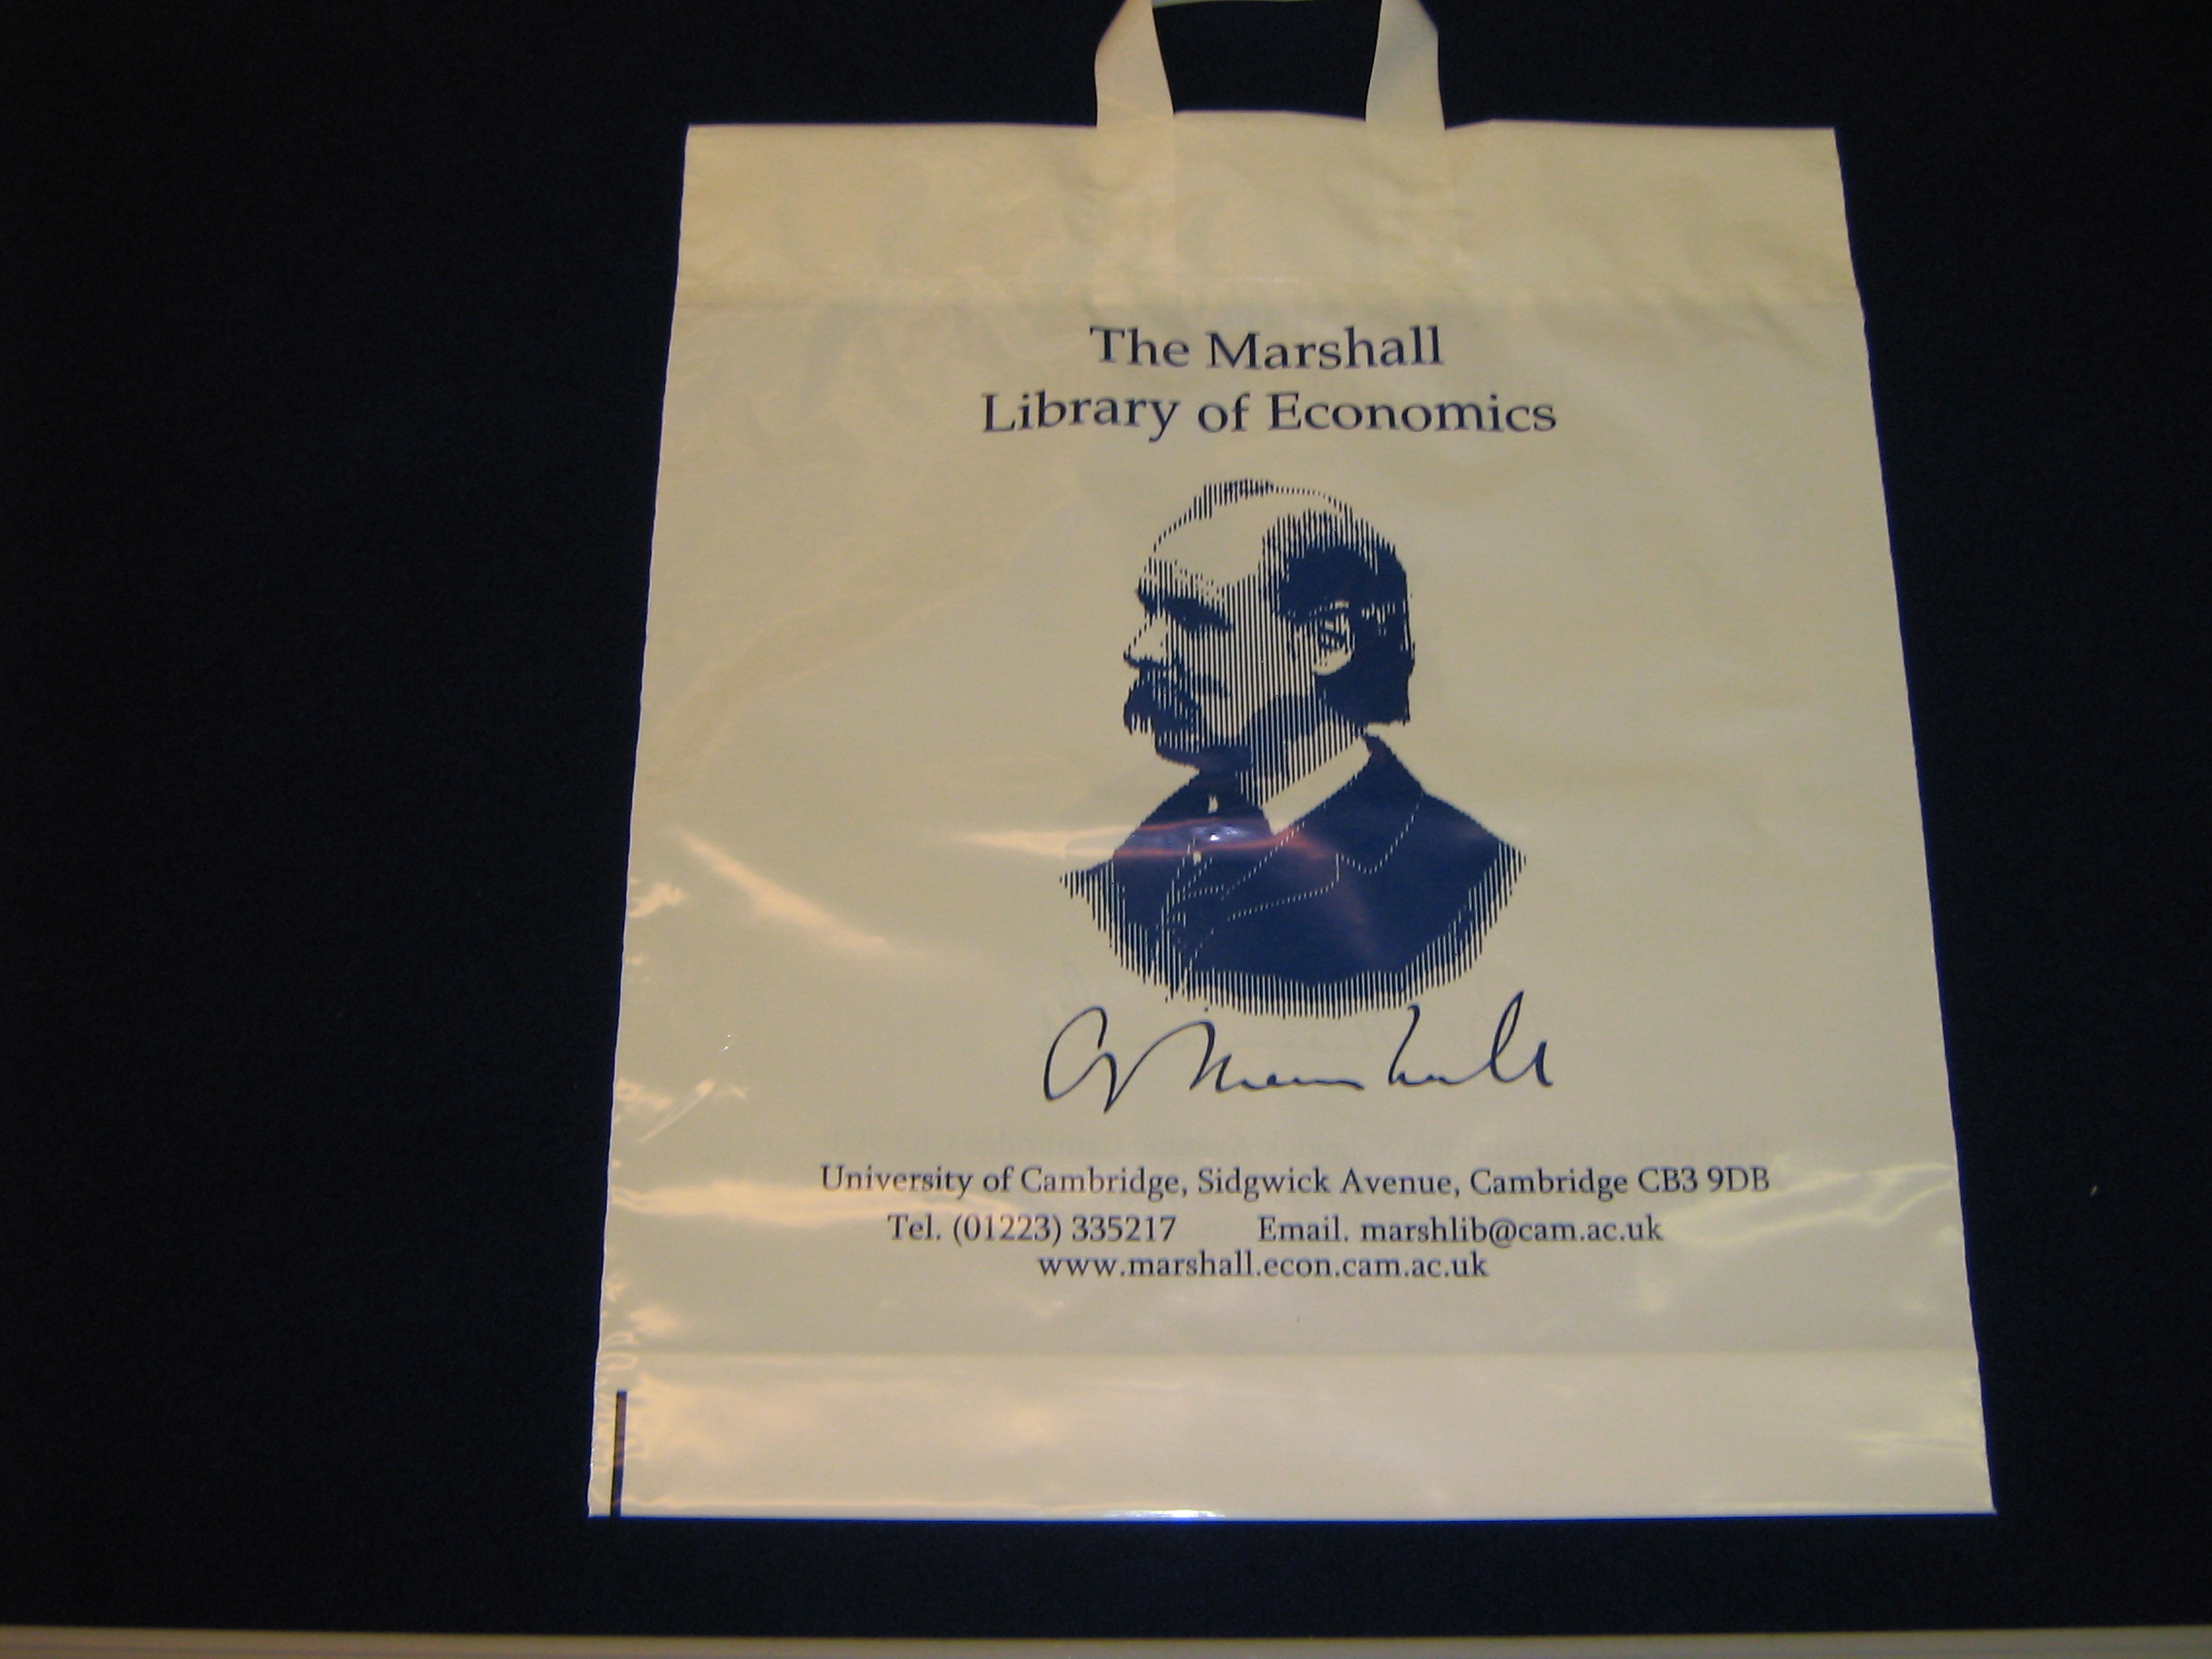 The Marshall
Library of Economics
A Marshall
University of Cambridge, Sidgwick Avenue, Cambridge CB3 9DB
Tel. (01223) 335217 Email. marshlib@cam.ac.uk
www.marshall.econ.cam.ac.uk